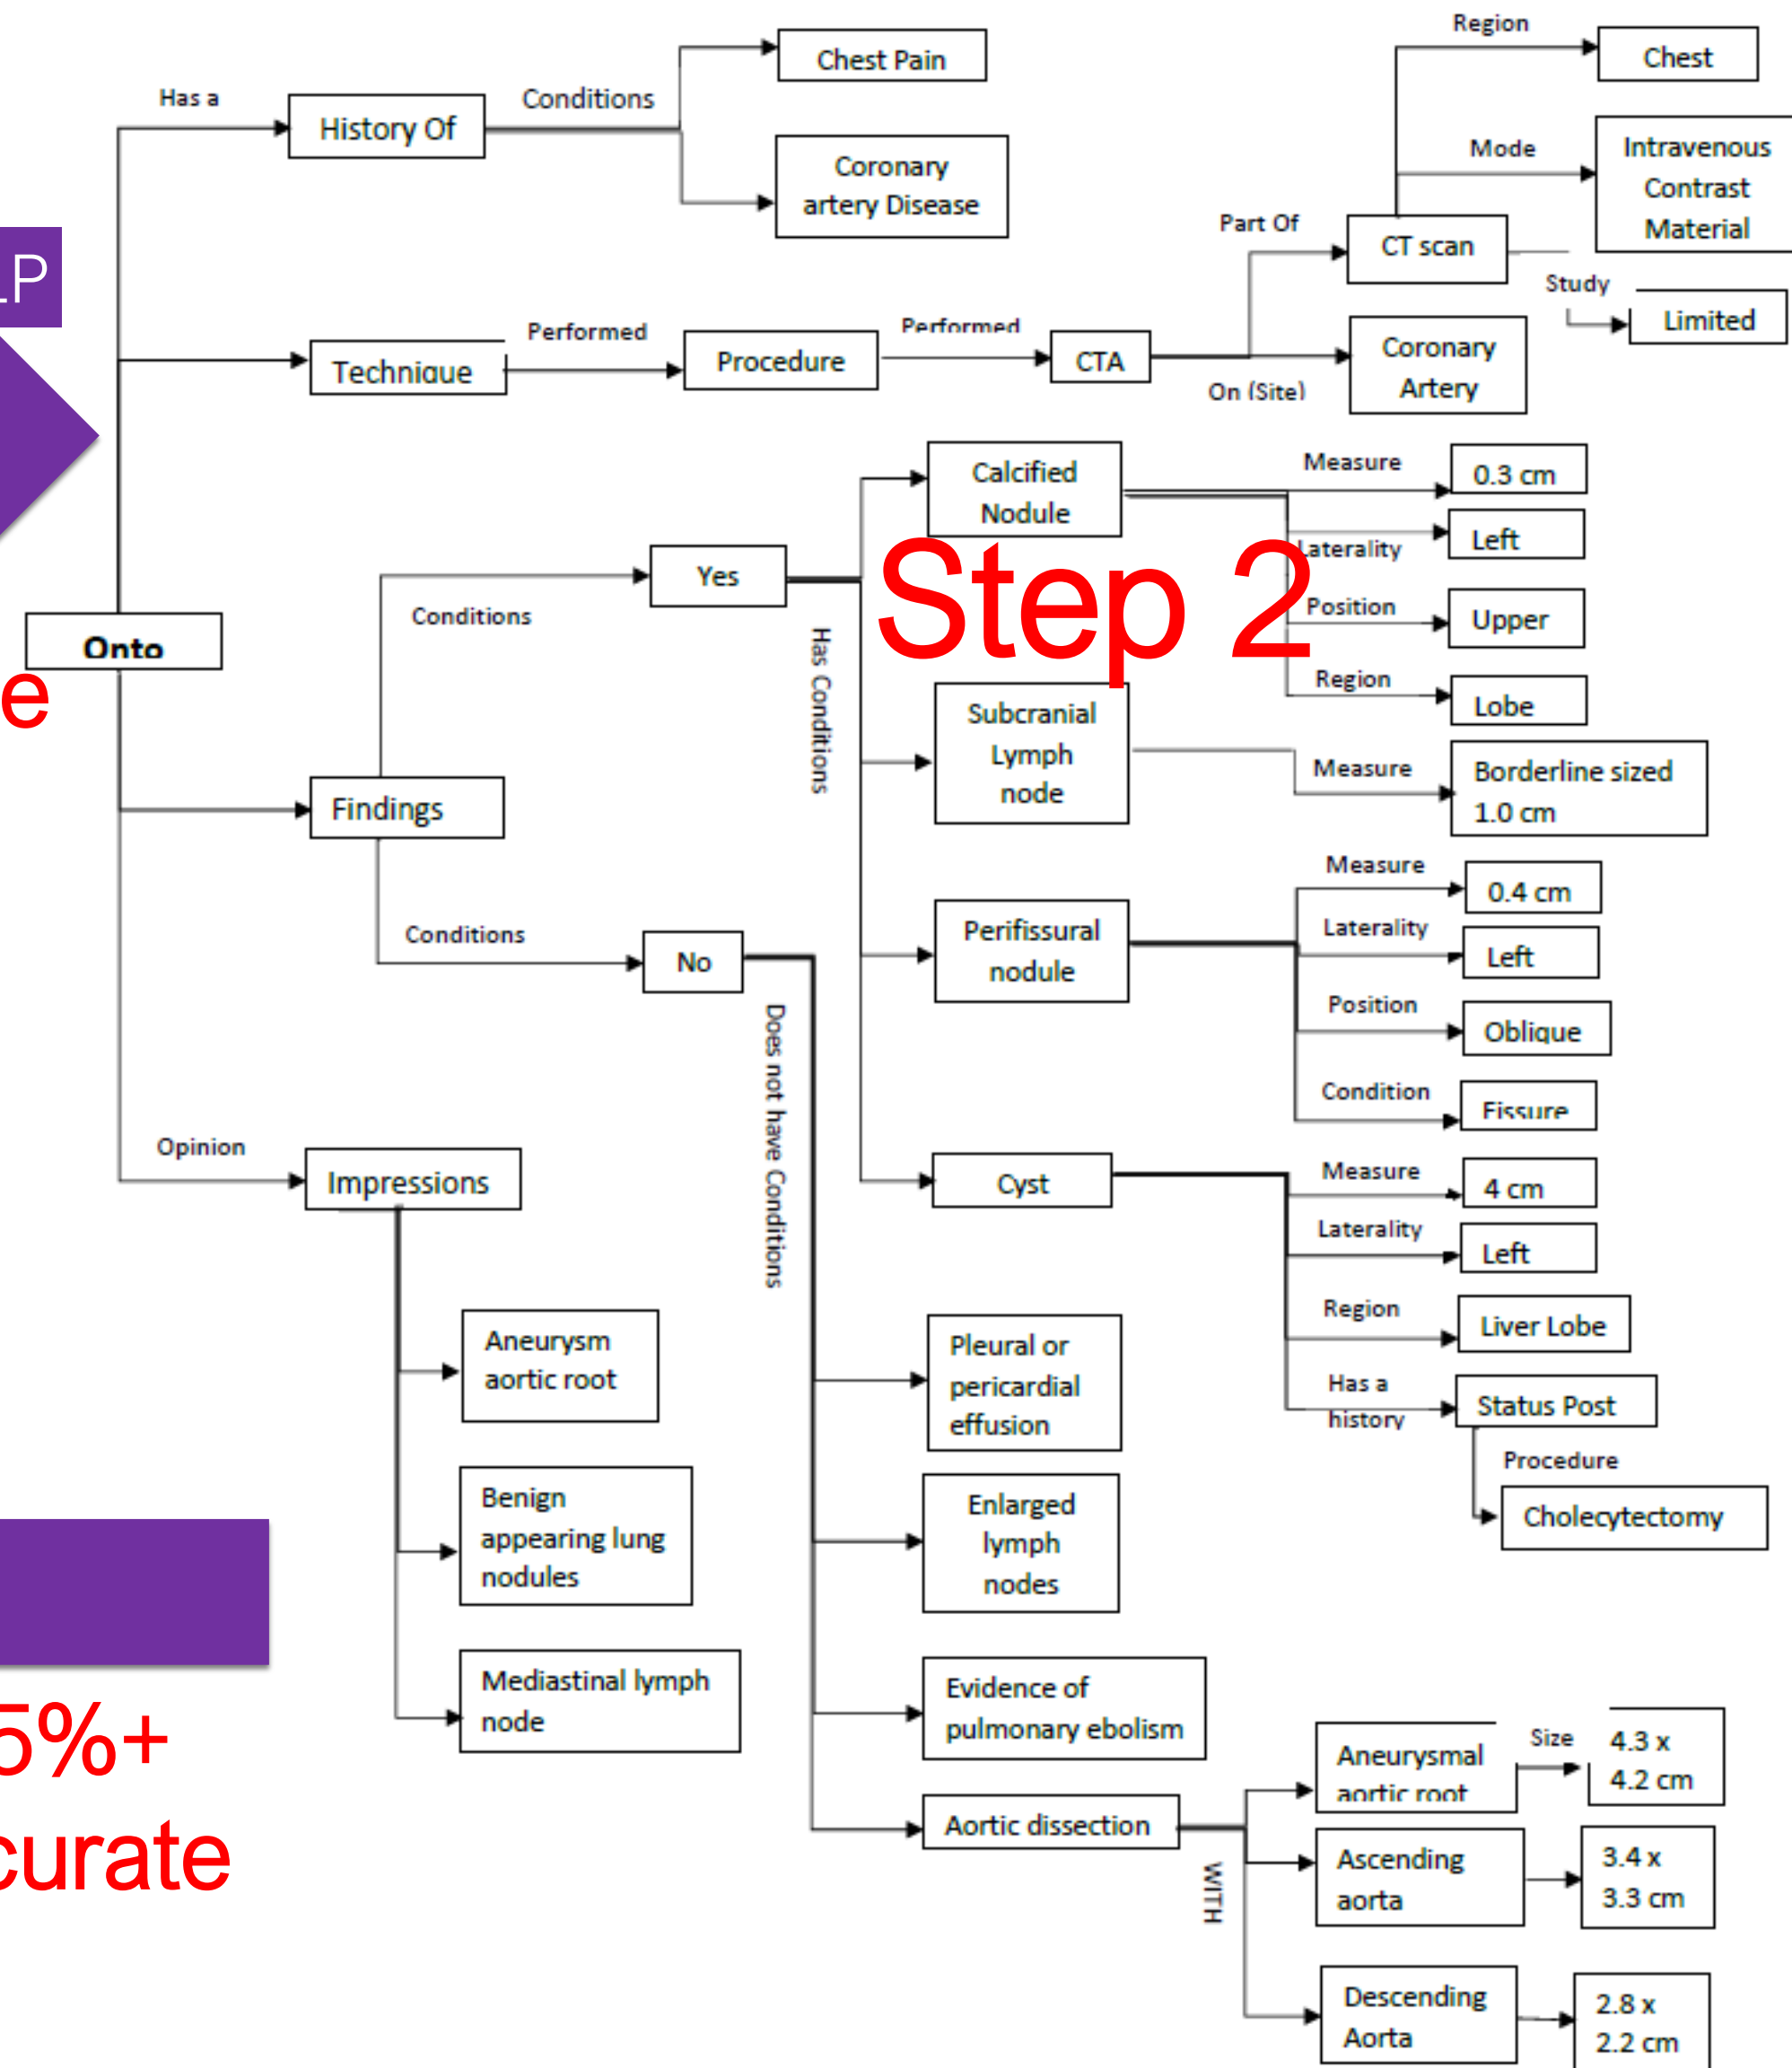 Region
Chest
Chest Pain
Has a
History Of
Conditions
Mode
Intravenous
Contrast
Material
Coronary
artery Disease
Part Of
CT scan
LP
Study
Limited
Technique
Performed
Procedure
Performed
CTA
On (Site)
Coronary
Artery
Calcified
Nodule
Measure
0.3 cm
Laterality
Left
Step 2
Position
Upper
Region
Lobe
Yes
Conditions
Has Conditions
Onto
e
Subcranial
Lymph
node
Measure
Borderline sized
1.0 cm
Findings
Measure
0.4 cm
Perifissural
nodule
Laterality
Left
Position
Oblique
Condition
Fissure
Conditions
No
Does not have Conditions
Opinion
Impressions
Cyst
Measure
4 cm
Laterality
Left
Region
Liver Lobe
Has a
history
Status Post
Procedure
Cholecytectomy
Aneurysm
aortic root
Pleural or
pericardial
effusion
Benign
appearing lung
nodules
Enlarged
lymph
nodes
Mediastinal lymph
node
Evidence of
pulmonary ebolism
5%+
curate
Aortic dissection
WITH
Aneurysmal
aortic root
Size
4.3 x
4.2 cm
Ascending
aorta
3.4 x
3.3 cm
Descending
Aorta
2.8 x
2.2 cm